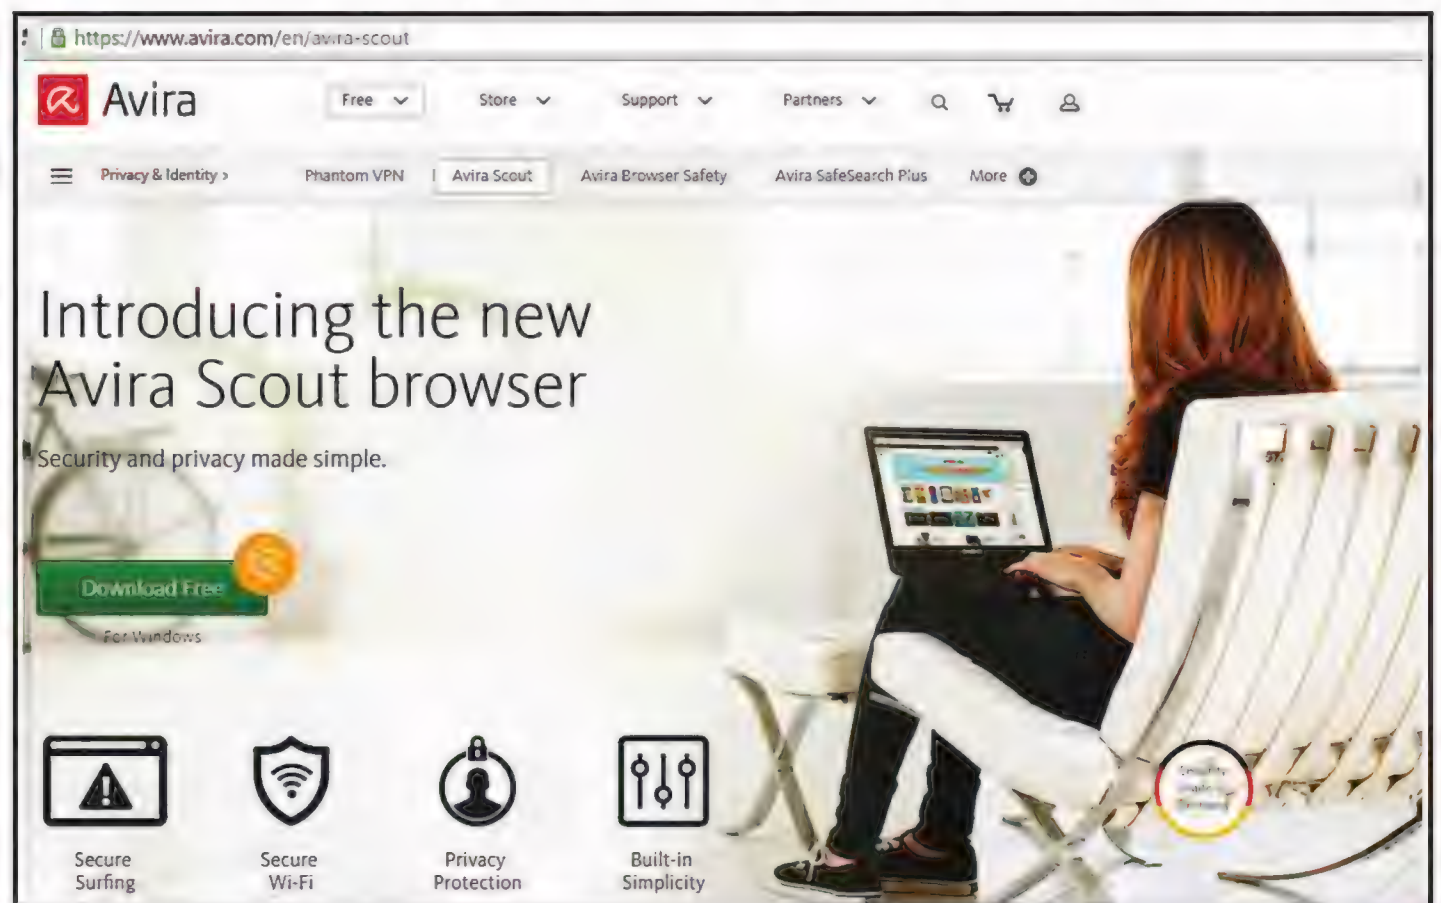 https://www.avira.com/en/avira-scout
Avira
Free
Store
Support
Partners
Privacy & Identity >
Phantom VPN
Avira Scout
Avira Browser Safety
Avira SafeSearch Plus
More
Introducing the new
Avira Scout browser
Security and privacy made simple.
Download Free
For Windows
Secure
Surfing
Secure
Wi-Fi
Privacy
Protection
Built-in
Simplicity